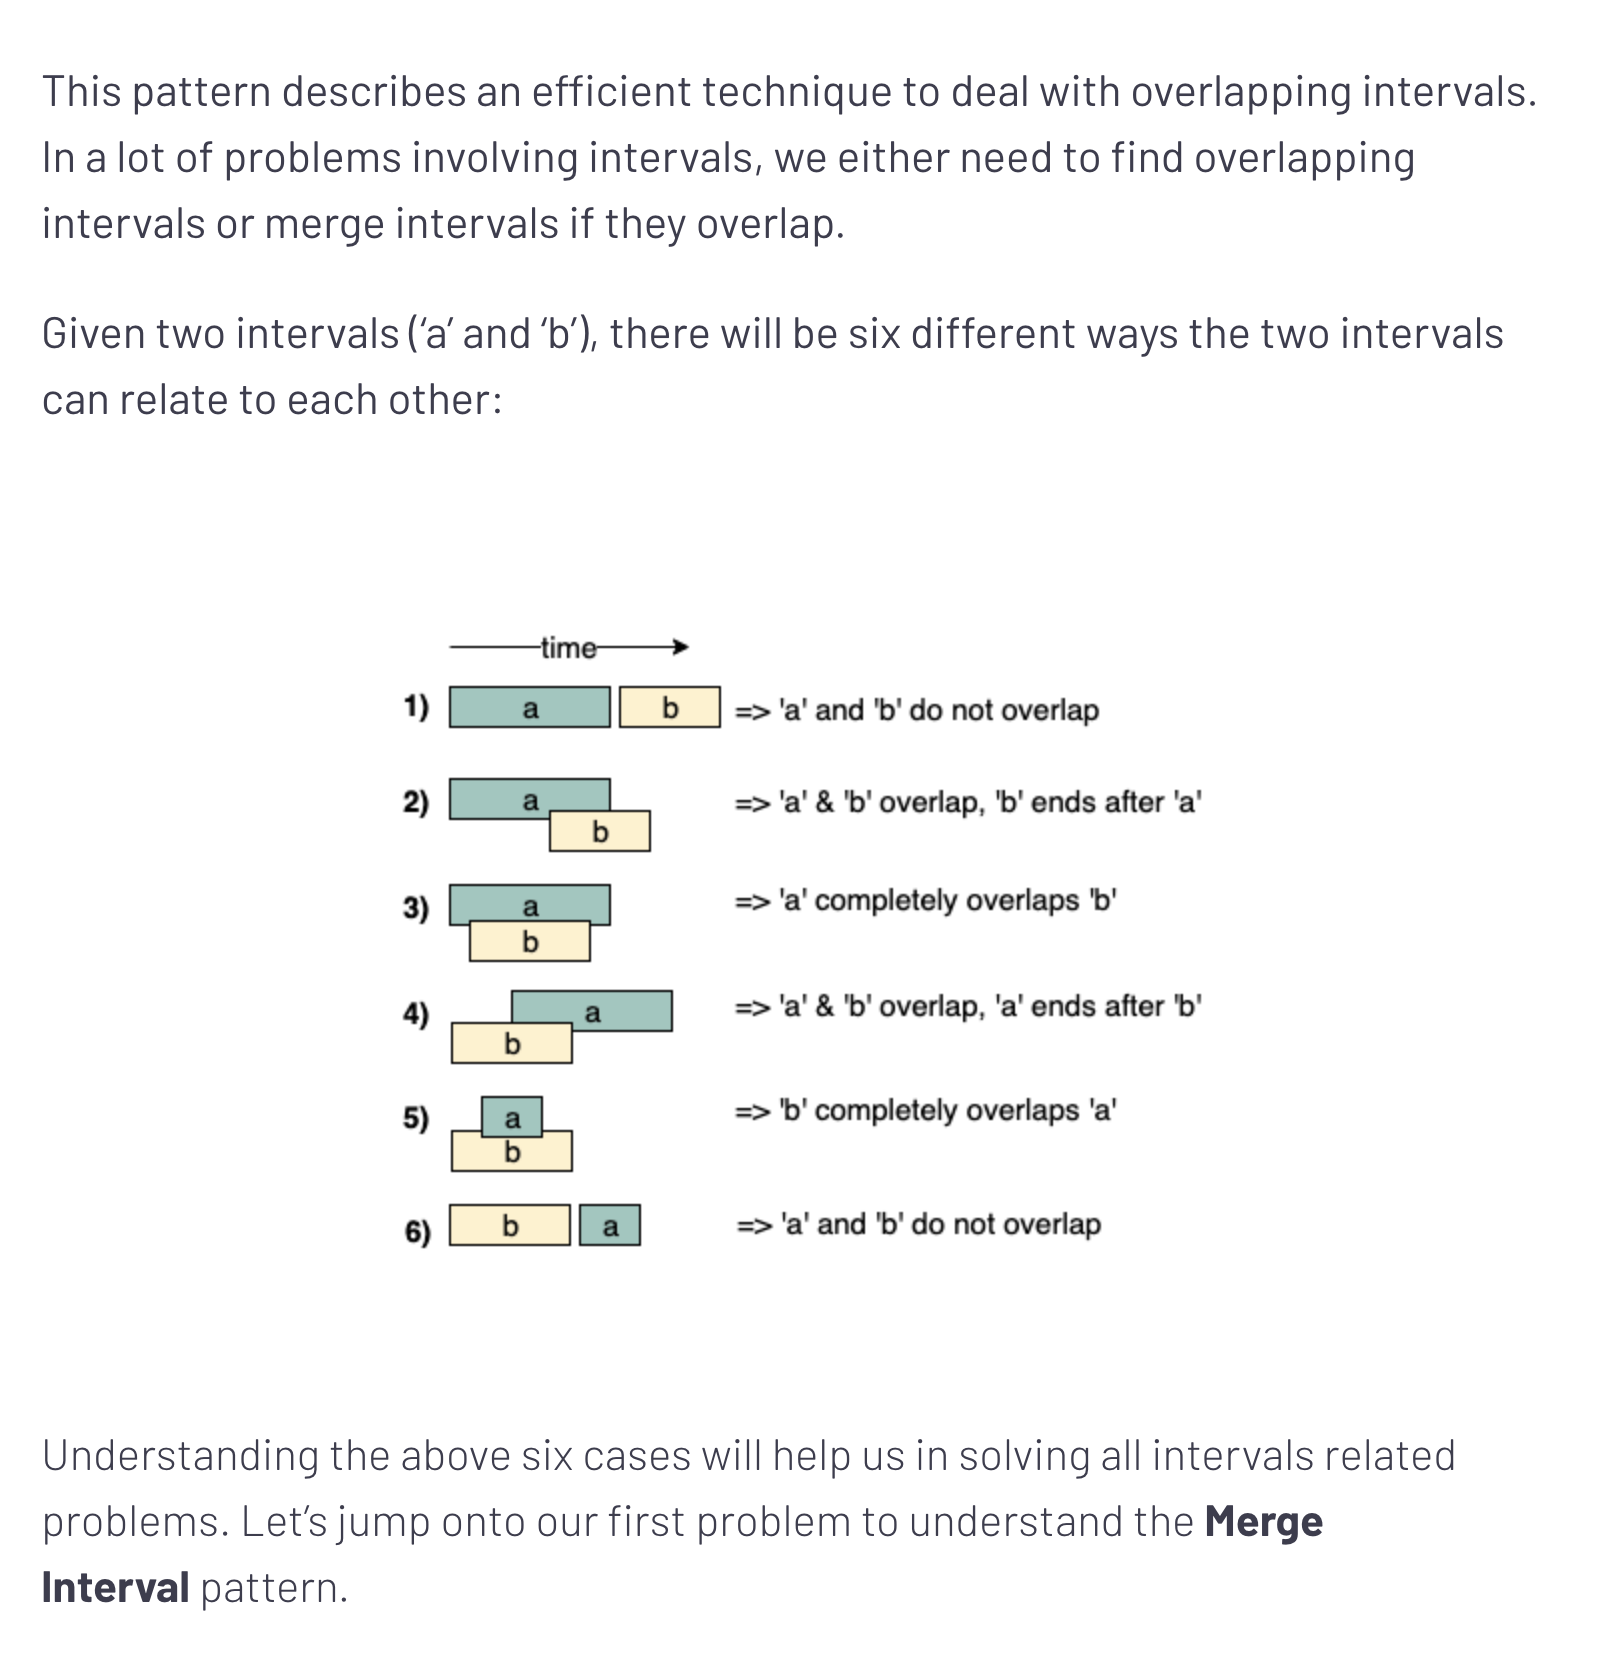 This pattern describes an efficient technique to deal with overlapping intervals.
In a lot of problems involving intervals, we either need to find overlapping
intervals or merge intervals if they overlap.
Given two intervals (‘a’ and ‘b’), there will be six different ways the two intervals
can relate to each other:
time
1) a b => 'a' and 'b' do not overlap
2) a b => 'a' & 'b' overlap, 'b' ends after 'a'
3) a b => 'a' completely overlaps 'b'
4) a b => 'a' & 'b' overlap, 'a' ends after 'b'
5) a b => 'b' completely overlaps 'a'
6) b a => 'a' and 'b' do not overlap
Understanding the above six cases will help us in solving all intervals related
problems. Let’s jump onto our first problem to understand the Merge
Interval pattern.